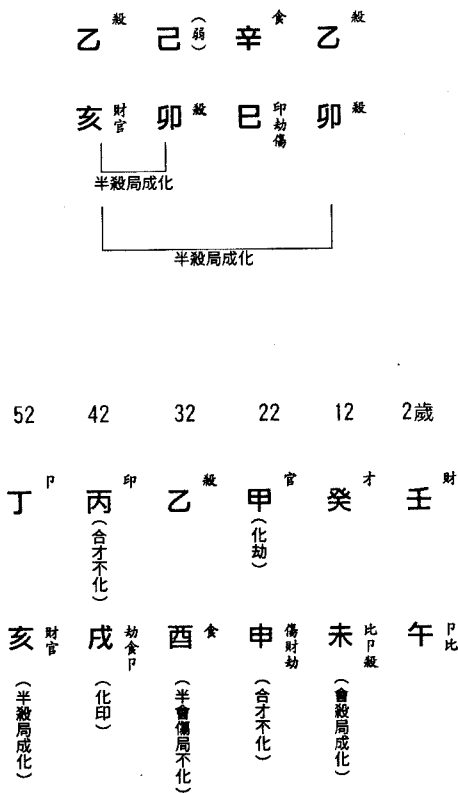 乙 殺 己 （弱） 辛 食 乙 殺
亥 財官 卯 殺 巳 印劫傷 卯 殺
半殺局成化
半殺局成化
52 42 32 22 12 2歲
丁 卩 丙 印 乙 殺 甲 官 癸 才 壬 財
（合才不化） （化劫）
亥 財官 戌 劫食卩 酉 食 申 傷財劫 未 比卩殺 午 卩比
（半殺局成化） （化印） （半會傷局不化） （合才不化） （會殺局成化）